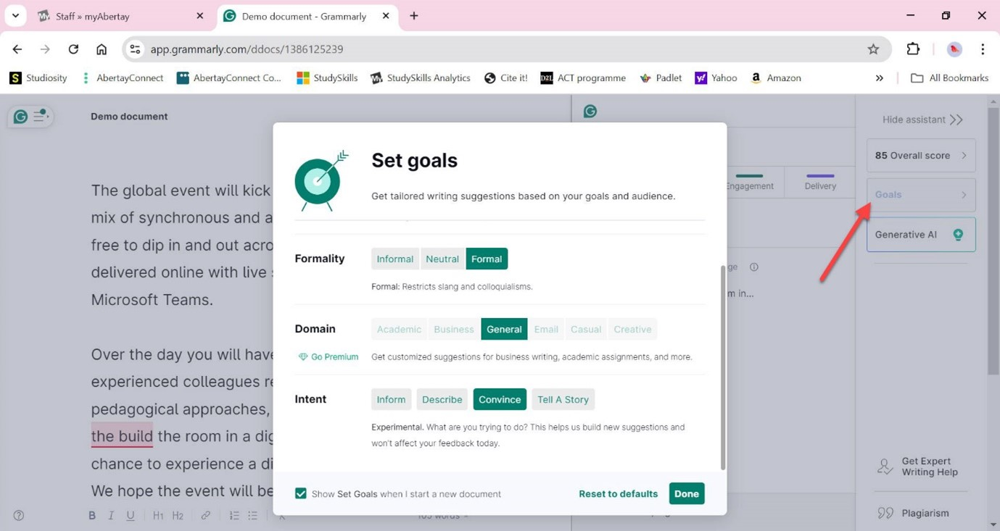 Staff » myAbertay
Demo document - Grammarly
app.grammarly.com/ddocs/1386125239
Studiosity
AbertayConnect
AbertayConnect Co...
StudySkills
StudySkills Analytics
Cite it!
D2L
ACT programme
Padlet
Yahoo
Amazon
All Bookmarks
Demo document
The global event will kick
mix of synchronous and a
free to dip in and out acro
delivered online with live
Microsoft Teams.
Over the day you will have
experienced colleagues re
pedagogical approaches,
the build the room in a dig
chance to experience a di
We hope the event will be
B I U H1 H2
Set goals
Get tailored writing suggestions based on your goals and audience.
Formality
Informal Neutral Formal
Formal: Restricts slang and colloquialisms.
Domain
Academic Business General Email Casual Creative
Go Premium
Get customized suggestions for business writing, academic assignments, and more.
Intent
Inform Describe Convince Tell A Story
Experimental. What are you trying to do? This helps us build new suggestions and
won't affect your feedback today.
Show Set Goals when I start a new document
Reset to defaults
Done
Engagement
Delivery
m in...
Hide assistant
85 Overall score
Goals
Generative AI
Get Expert
Writing Help
Plagiarism